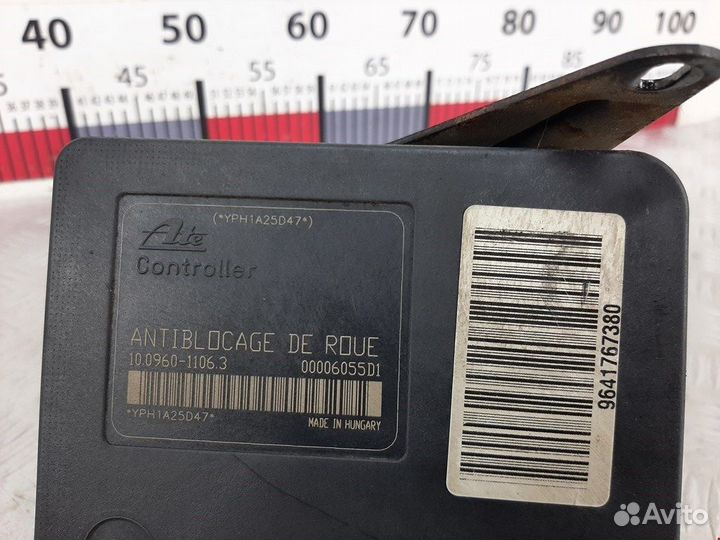 40 50 60 70 80 90 100
45 55 65 75 85 95
(*YPH1A25D47*)
Ate
Controller
ANTIBLOCAGE DE ROUE
10.0960-1106.3 00006055D1
*YPH1A25D47*
MADE IN HUNGARY
9641767380
Avito